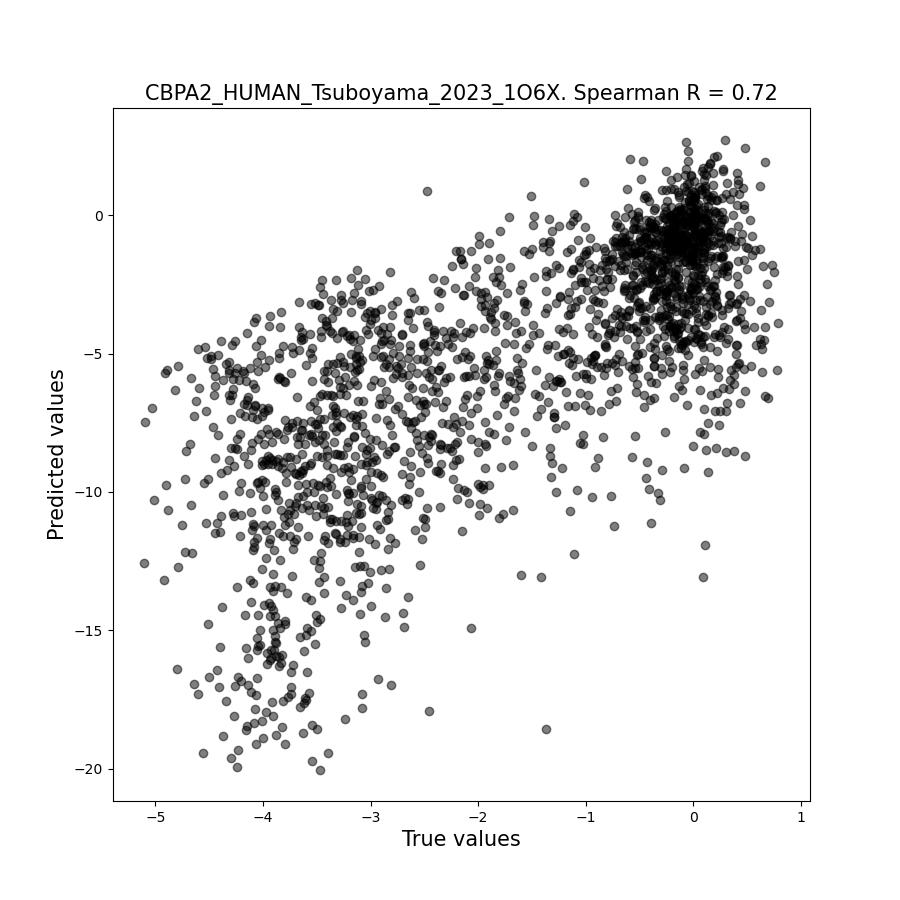 CBPA2_HUMAN_Tsuboyama_2023_1O6X. Spearman R = 0.72
0
−5
−10
−15
−20
Predicted values
−5 −4 −3 −2 −1 0 1
True values